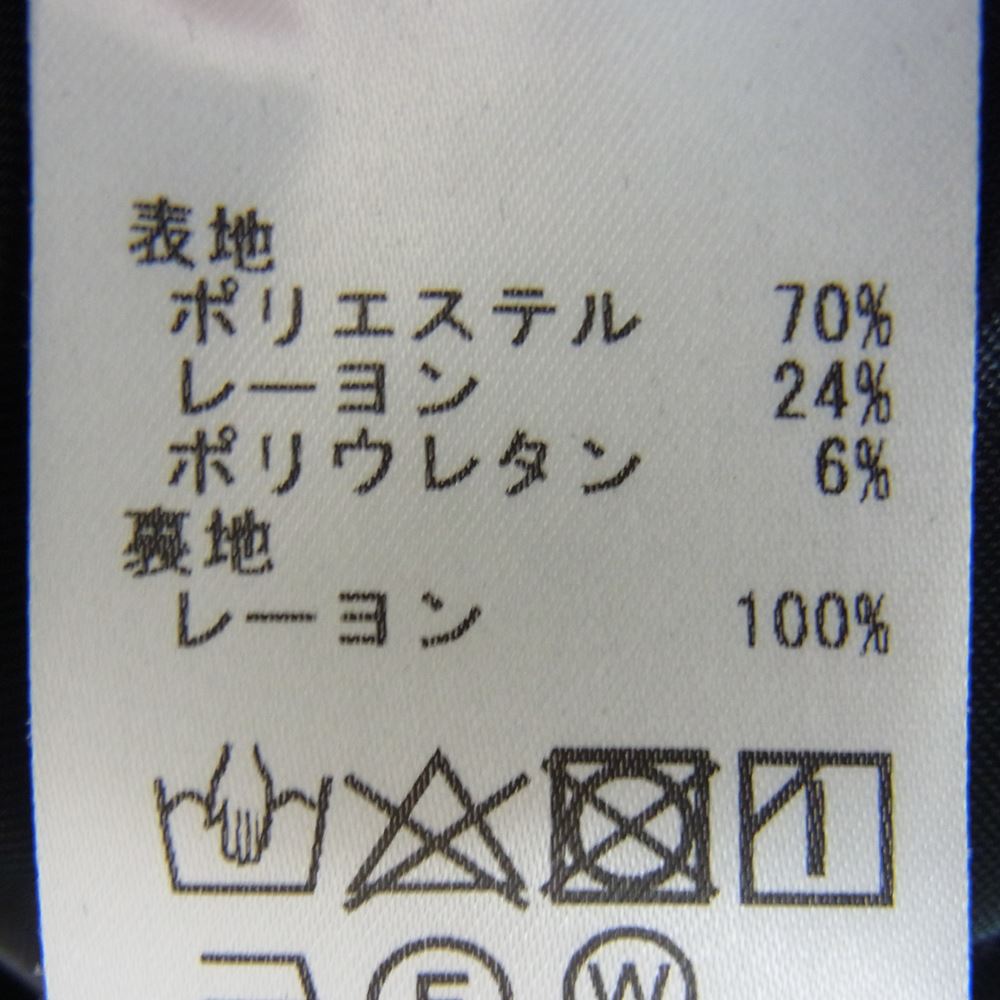 表地
ポリエステル 70%
レーヨン 24%
ポリウレタン 6%
裏地
レーヨン 100%
F W